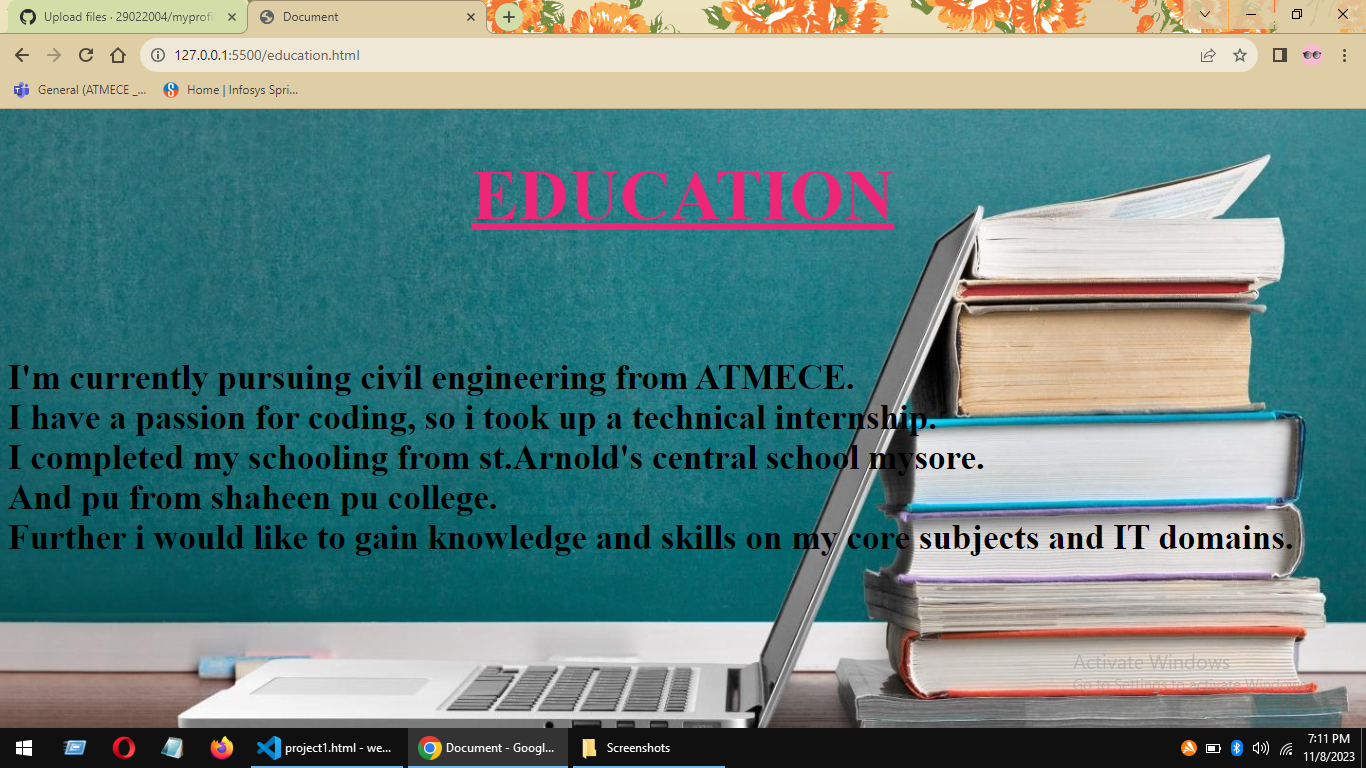 Upload files · 29022004/myprofi
Document
127.0.0.1:5500/education.html
General (ATMECE _...
Home | Infosys Spri...
EDUCATION
I'm currently pursuing civil engineering from ATMECE.
I have a passion for coding, so i took up a technical internship.
I completed my schooling from st.Arnold's central school mysore.
And pu from shaheen pu college.
Further i would like to gain knowledge and skills on my core subjects and IT domains.
Activate Windows
Go to Settings to activate Windows.
project1.html - we...
Document - Googl...
Screenshots
7:11 PM
11/8/2023